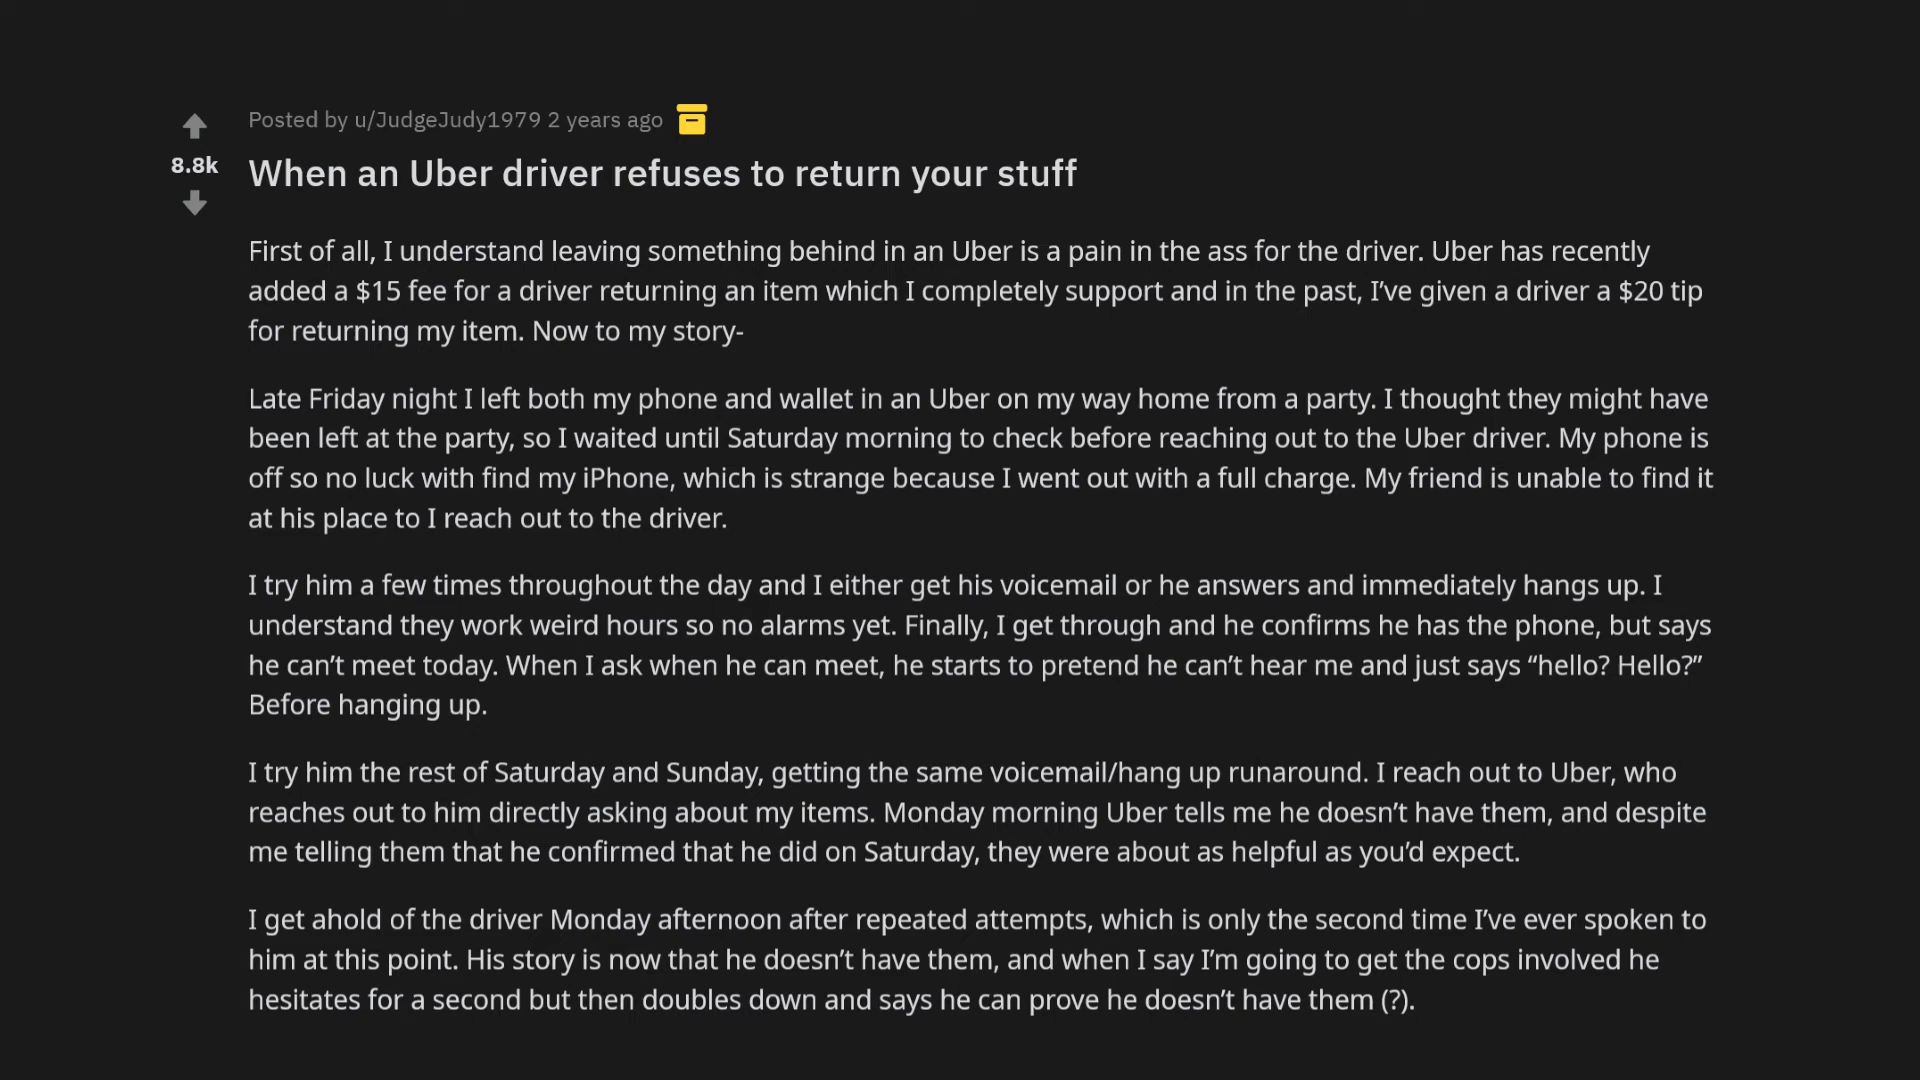 Posted by u/JudgeJudy1979 2 years ago
8.8k
When an Uber driver refuses to return your stuff
First of all, I understand leaving something behind in an Uber is a pain in the ass for the driver. Uber has recently
added a $15 fee for a driver returning an item which I completely support and in the past, I’ve given a driver a $20 tip
for returning my item. Now to my story-
Late Friday night I left both my phone and wallet in an Uber on my way home from a party. I thought they might have
been left at the party, so I waited until Saturday morning to check before reaching out to the Uber driver. My phone is
off so no luck with find my iPhone, which is strange because I went out with a full charge. My friend is unable to find it
at his place to I reach out to the driver.
I try him a few times throughout the day and I either get his voicemail or he answers and immediately hangs up. I
understand they work weird hours so no alarms yet. Finally, I get through and he confirms he has the phone, but says
he can’t meet today. When I ask when he can meet, he starts to pretend he can’t hear me and just says “hello? Hello?”
Before hanging up.
I try him the rest of Saturday and Sunday, getting the same voicemail/hang up runaround. I reach out to Uber, who
reaches out to him directly asking about my items. Monday morning Uber tells me he doesn’t have them, and despite
me telling them that he confirmed that he did on Saturday, they were about as helpful as you’d expect.
I get ahold of the driver Monday afternoon after repeated attempts, which is only the second time I’ve ever spoken to
him at this point. His story is now that he doesn’t have them, and when I say I’m going to get the cops involved he
hesitates for a second but then doubles down and says he can prove he doesn’t have them (?).